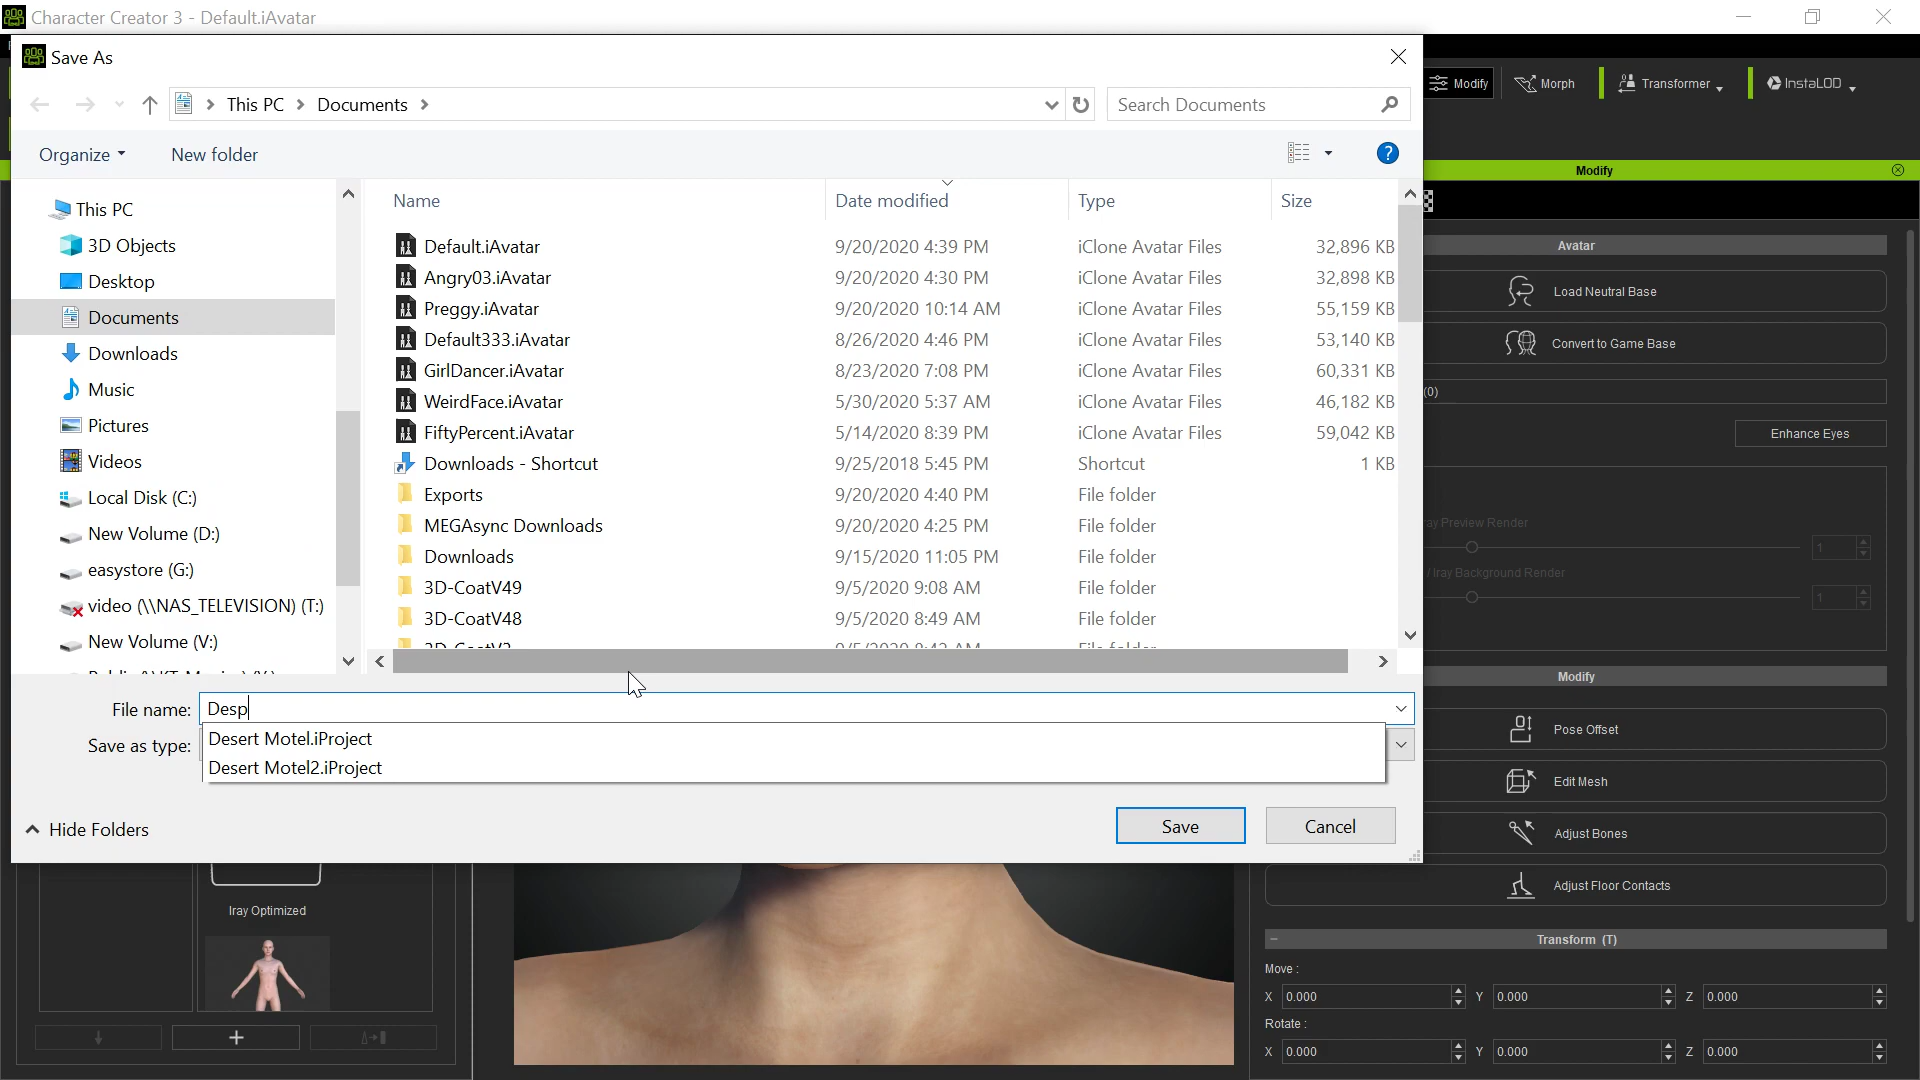 Character Creator 3 - Default.iAvatar
Save As
This PC
Documents
Search Documents
Modify
Morph
Transformer
InstaLOD
Organize
New folder
?
Modify
Name
Date modified
Type
Size
This PC
3D Objects
Desktop
Documents
Downloads
Music
Pictures
Videos
Local Disk (C:)
New Volume (D:)
easystore (G:)
video (\\NAS_TELEVISION) (T:)
New Volume (V:)
Default.iAvatar 9/20/2020 4:39 PM iClone Avatar Files 32,896 KB
Angry03.iAvatar 9/20/2020 4:30 PM iClone Avatar Files 32,898 KB
Preggy.iAvatar 9/20/2020 10:14 AM iClone Avatar Files 55,159 KB
Default333.iAvatar 8/26/2020 4:46 PM iClone Avatar Files 53,140 KB
GirlDancer.iAvatar 8/23/2020 7:08 PM iClone Avatar Files 60,331 KB
WeirdFace.iAvatar 5/30/2020 5:37 AM iClone Avatar Files 46,182 KB
FiftyPercent.iAvatar 5/14/2020 8:39 PM iClone Avatar Files 59,042 KB
Downloads - Shortcut 9/25/2018 5:45 PM Shortcut 1 KB
Exports 9/20/2020 4:40 PM File folder
MEGAsync Downloads 9/20/2020 4:25 PM File folder
Downloads 9/15/2020 11:05 PM File folder
3D-CoatV49 9/5/2020 9:08 AM File folder
3D-CoatV48 9/5/2020 8:49 AM File folder
File name: Desp
Save as type:
Desert Motel.iProject
Desert Motel2.iProject
Hide Folders
Save
Cancel
Avatar
Load Neutral Base
Convert to Game Base
(0)
Enhance Eyes
ray Preview Render
1
/ Iray Background Render
1
Modify
Pose Offset
Edit Mesh
Adjust Bones
Adjust Floor Contacts
Transform (T)
Move :
X 0.000 Y 0.000 Z 0.000
Rotate :
X 0.000 Y 0.000 Z 0.000
Iray Optimized